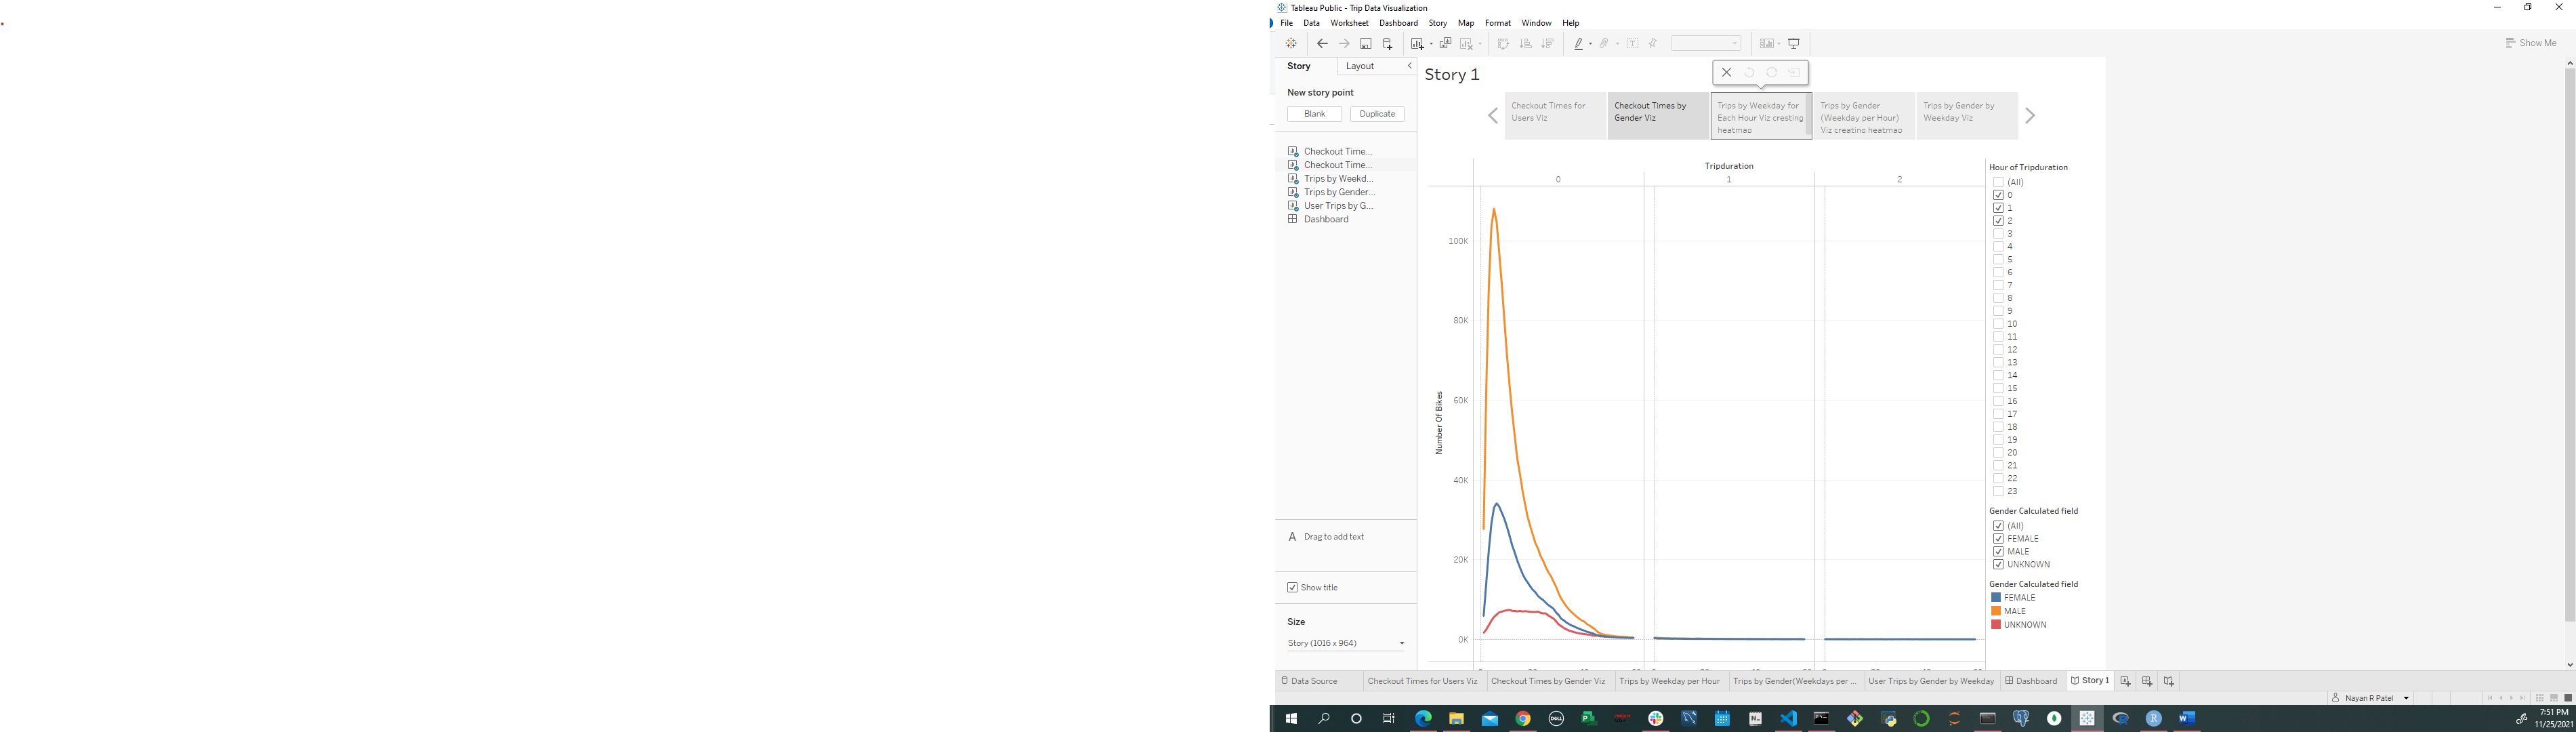 Tableau Public - Trip Data Visualization
File Data Worksheet Dashboard Story Map Format Window Help
Show Me
Story Layout
New story point
Blank Duplicate
Checkout Time...
Checkout Time...
Trips by Weekd...
Trips by Gender...
User Trips by G...
Dashboard
A Drag to add text
Show title
Size
Story (1016 x 964)
Story 1
Checkout Times for
Users Viz
Checkout Times by
Gender Viz
Trips by Weekday for
Each Hour Viz cresting
heatmap
Trips by Gender
(Weekday per Hour)
Viz creating heatmap
Trips by Gender by
Weekday Viz
Tripduration
0 1 2
Number Of Bikes
100K
80K
60K
40K
20K
0K
Hour of Tripduration
(All)
0
1
2
3
4
5
6
7
8
9
10
11
12
13
14
15
16
17
18
19
20
21
22
23
Gender Calculated field
(All)
FEMALE
MALE
UNKNOWN
Gender Calculated field
FEMALE
MALE
UNKNOWN
Data Source Checkout Times for Users Viz Checkout Times by Gender Viz Trips by Weekday per Hour Trips by Gender(Weekdays per ... User Trips by Gender by Weekday Dashboard Story 1
Nayan R Patel
7:51 PM
11/25/2021